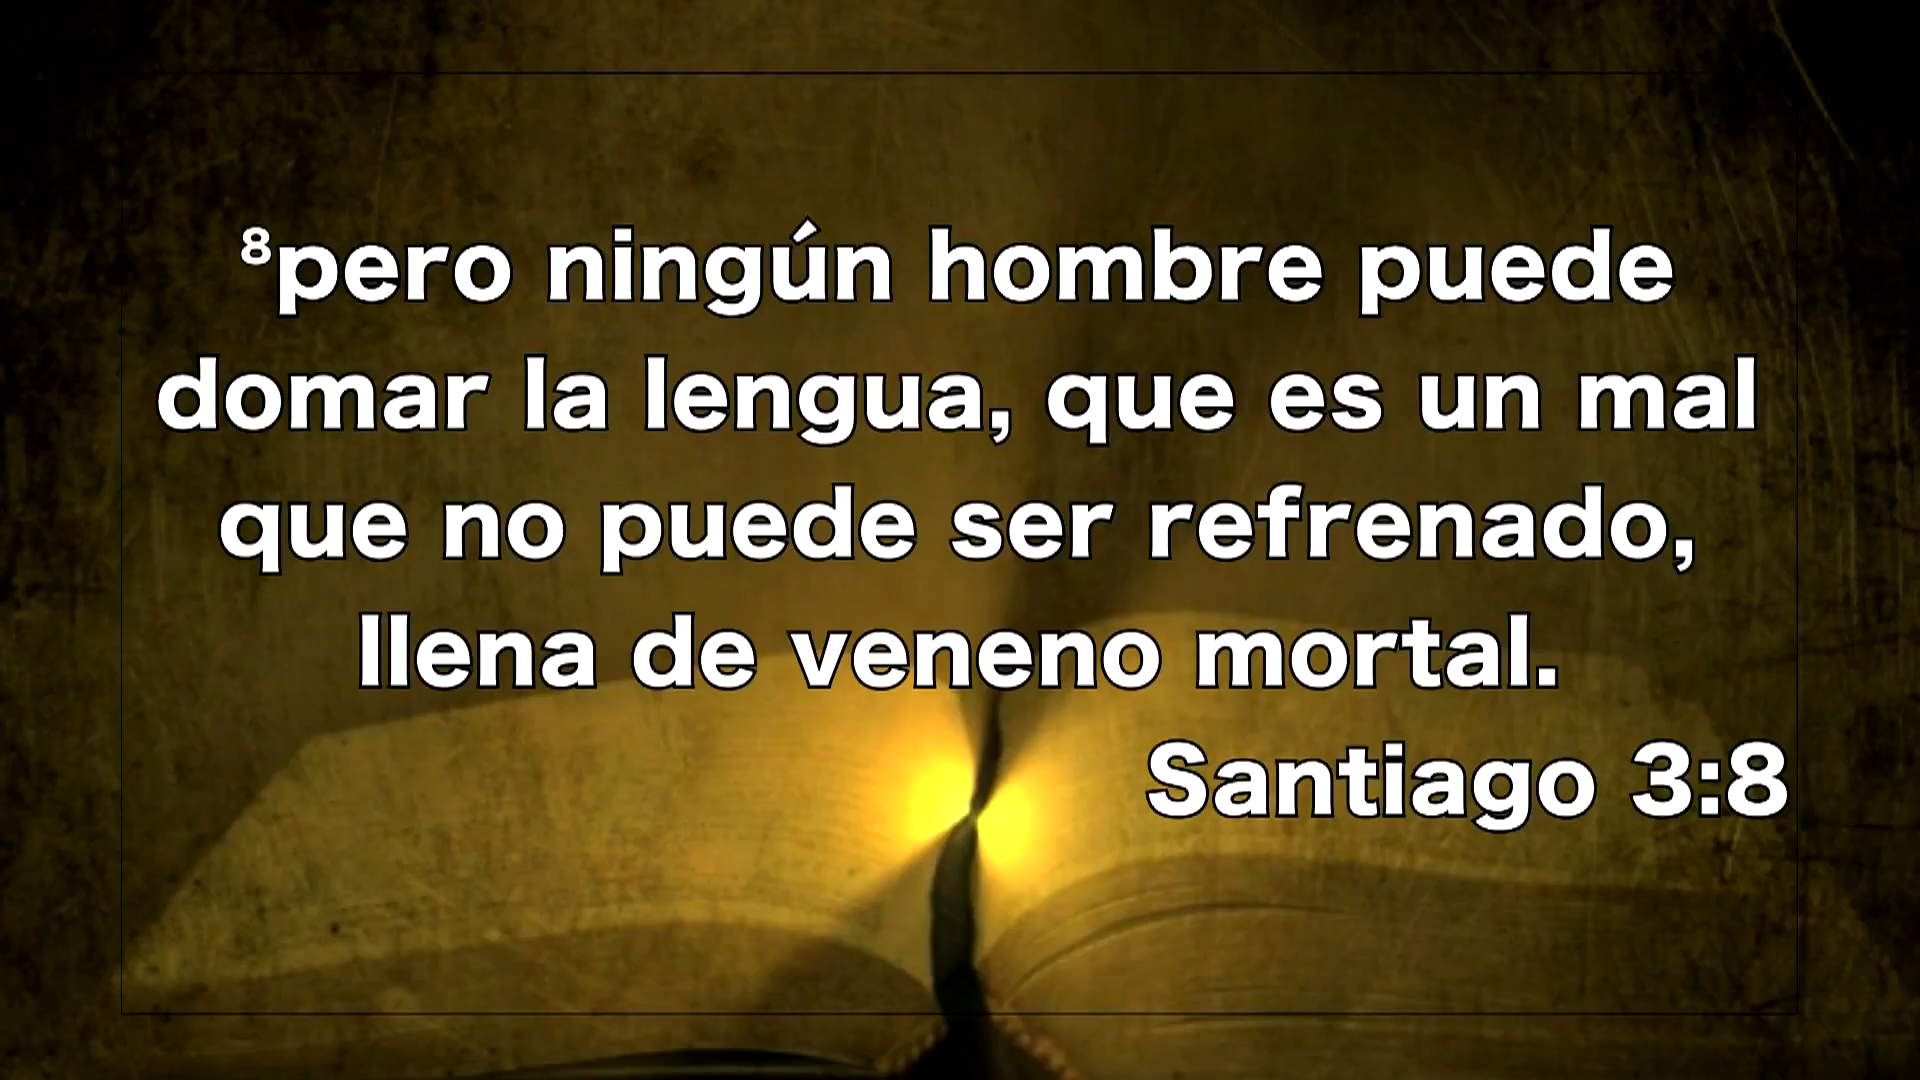 ⁸pero ningún hombre puede
domar la lengua, que es un mal
que no puede ser refrenado,
llena de veneno mortal.
Santiago 3:8